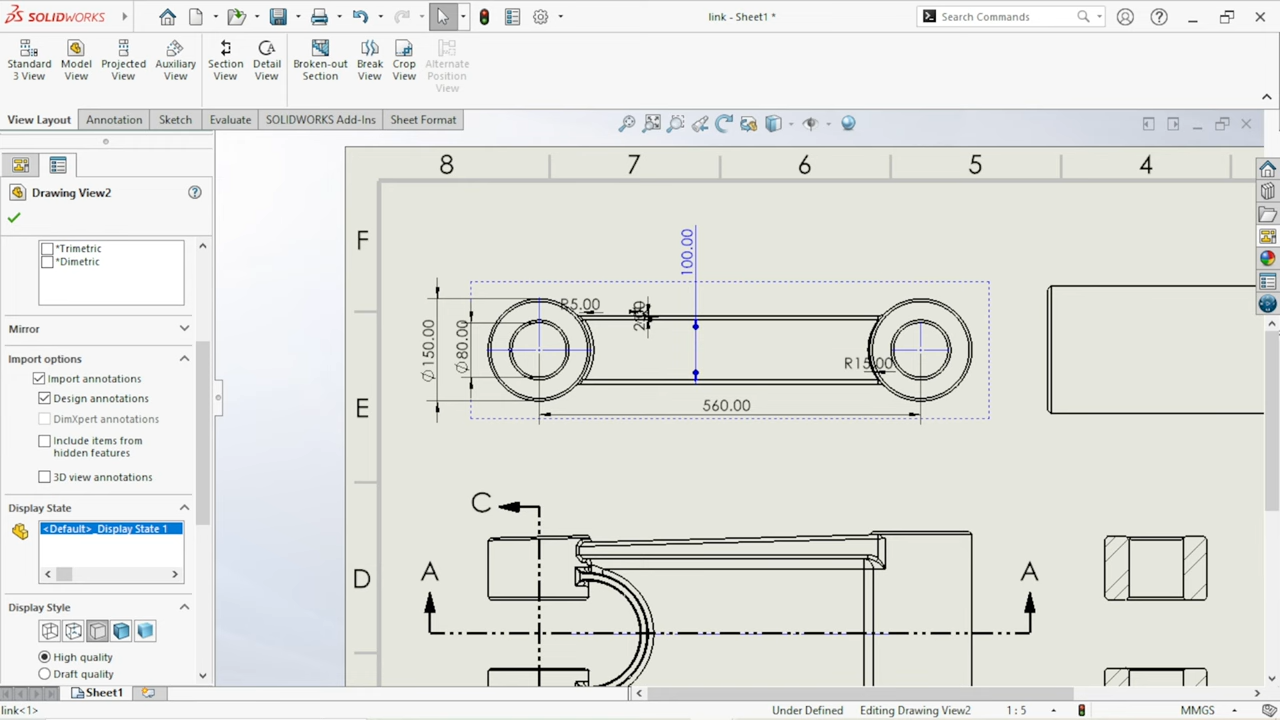 SOLIDWORKS
link - Sheet1 *
Search Commands
Standard 3 View
Model View
Projected View
Auxiliary View
Section View
Detail View
Broken-out Section
Break View
Crop View
Alternate Position View
View Layout
Annotation
Sketch
Evaluate
SOLIDWORKS Add-Ins
Sheet Format
8 7 6 5 4
Drawing View2
*Trimetric
*Dimetric
Mirror
Import options
Import annotations
Design annotations
DimXpert annotations
Include items from
hidden features
3D view annotations
Display State
<Default>_Display State 1
Display Style
High quality
Draft quality
F
E
D
100.00
R5.00
Ø150.00
Ø80.00
R15.00
560.00
C
A A
Sheet1
link<1>
Under Defined
Editing Drawing View2
1 : 5
MMGS